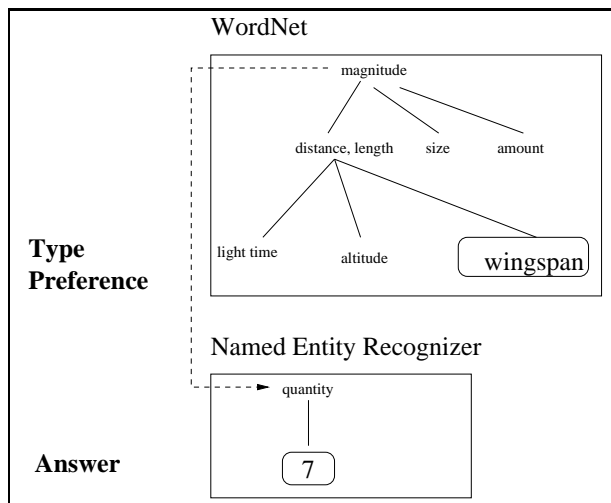 WordNet
magnitude
distance, length size amount
light time altitude wingspan
Type
Preference
Named Entity Recognizer
quantity
Answer 7